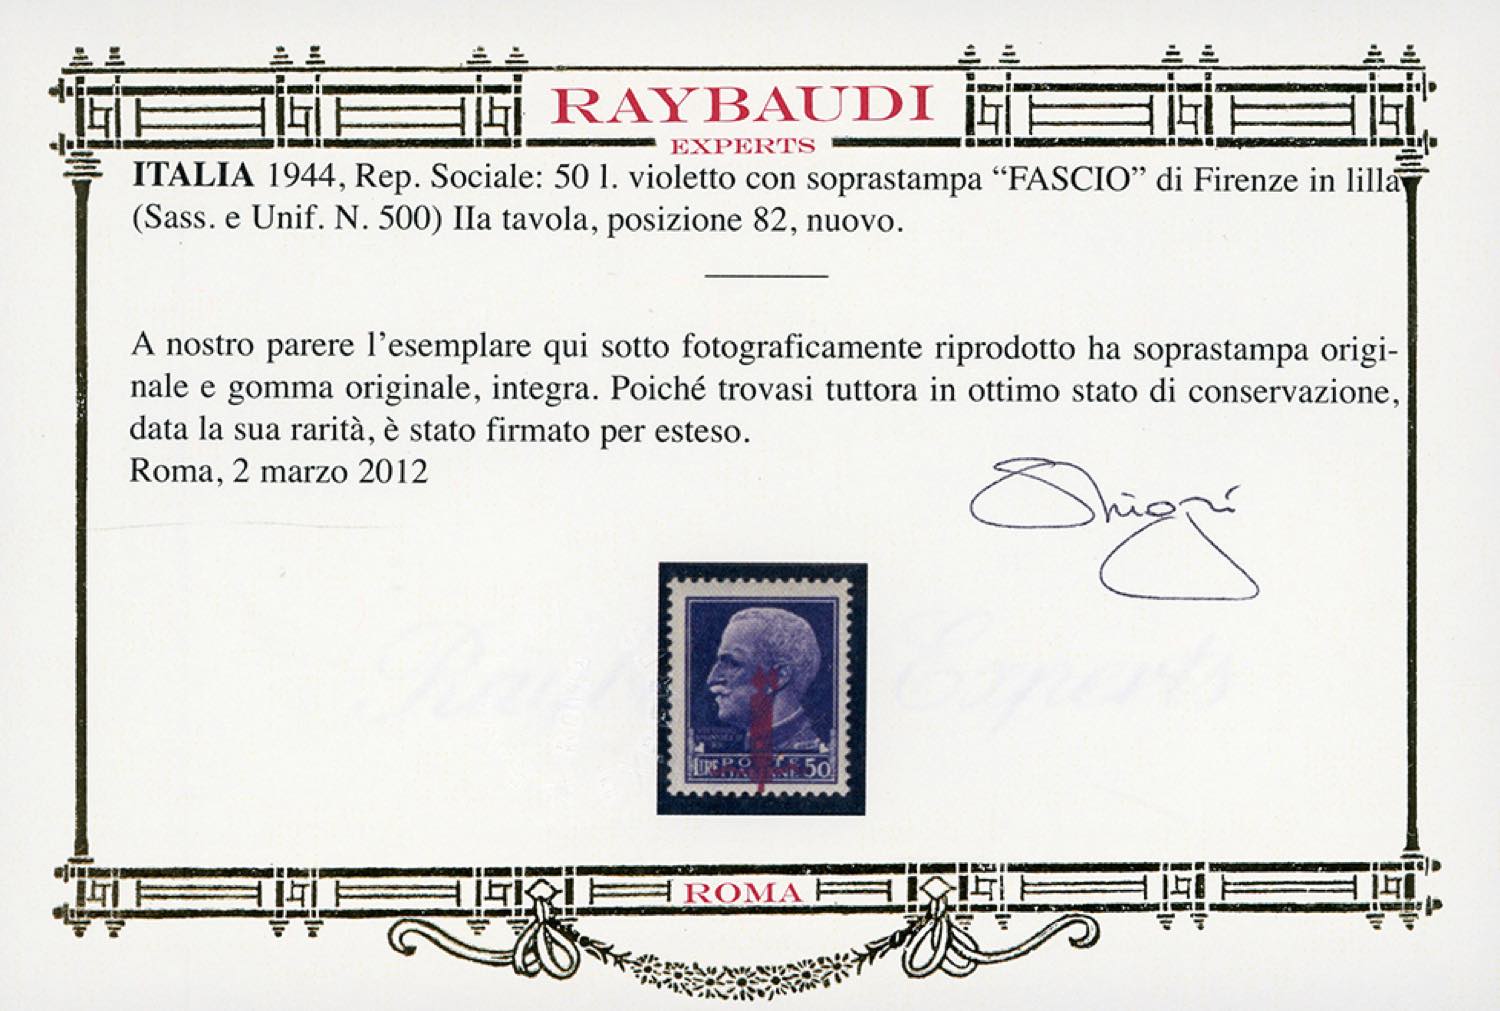 RAYBAUDI
EXPERTS
ITALIA 1944, Rep. Sociale: 50 l. violetto con soprastampa “FASCIO” di Firenze in lilla
(Sass. e Unif. N. 500) IIa tavola, posizione 82, nuovo.
A nostro parere l’esemplare qui sotto fotograficamente riprodotto ha soprastampa origi-
nale e gomma originale, integra. Poiché trovasi tuttora in ottimo stato di conservazione,
data la sua rarità, è stato firmato per esteso.
Roma, 2 marzo 2012
Raybaudi Experts
LIRE POSTE 50
ROMA